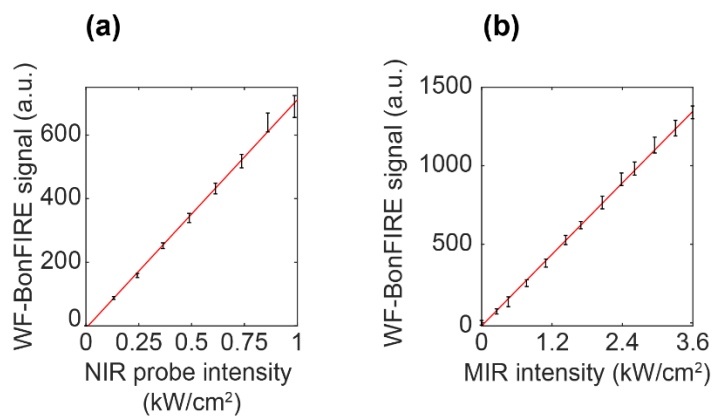 (a)
WF-BonFIRE signal (a.u.)
600
400
200
0
0 0.25 0.5 0.75 1
NIR probe intensity
(kW/cm²)
(b)
WF-BonFIRE signal (a.u.)
1500
1000
500
0
0 1.2 2.4 3.6
MIR intensity (kW/cm²)